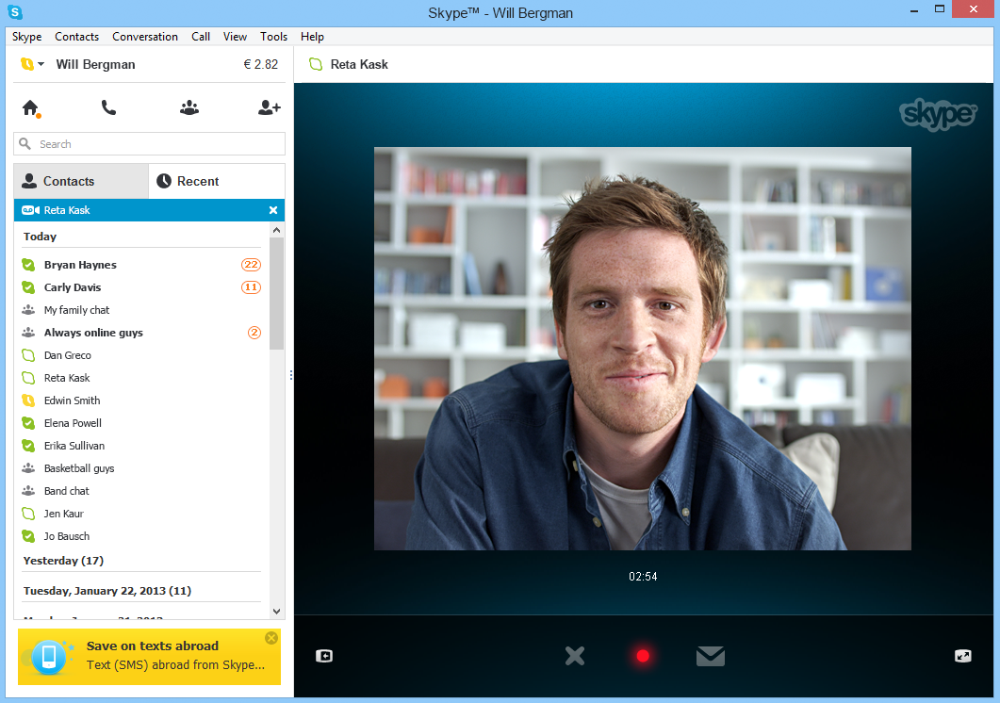 Skype™ - Will Bergman
Skype Contacts Conversation Call View Tools Help
Will Bergman € 2.82
Reta Kask
skype™
Search
Contacts Recent
Reta Kask
Today
Bryan Haynes 22
Carly Davis 11
My family chat
Always online guys 2
Dan Greco
Reta Kask
Edwin Smith
Elena Powell
Erika Sullivan
Basketball guys
Band chat
Jen Kaur
Jo Bausch
Yesterday (17)
Tuesday, January 22, 2013 (11)
Save on texts abroad
Text (SMS) abroad from Skype...
02:54